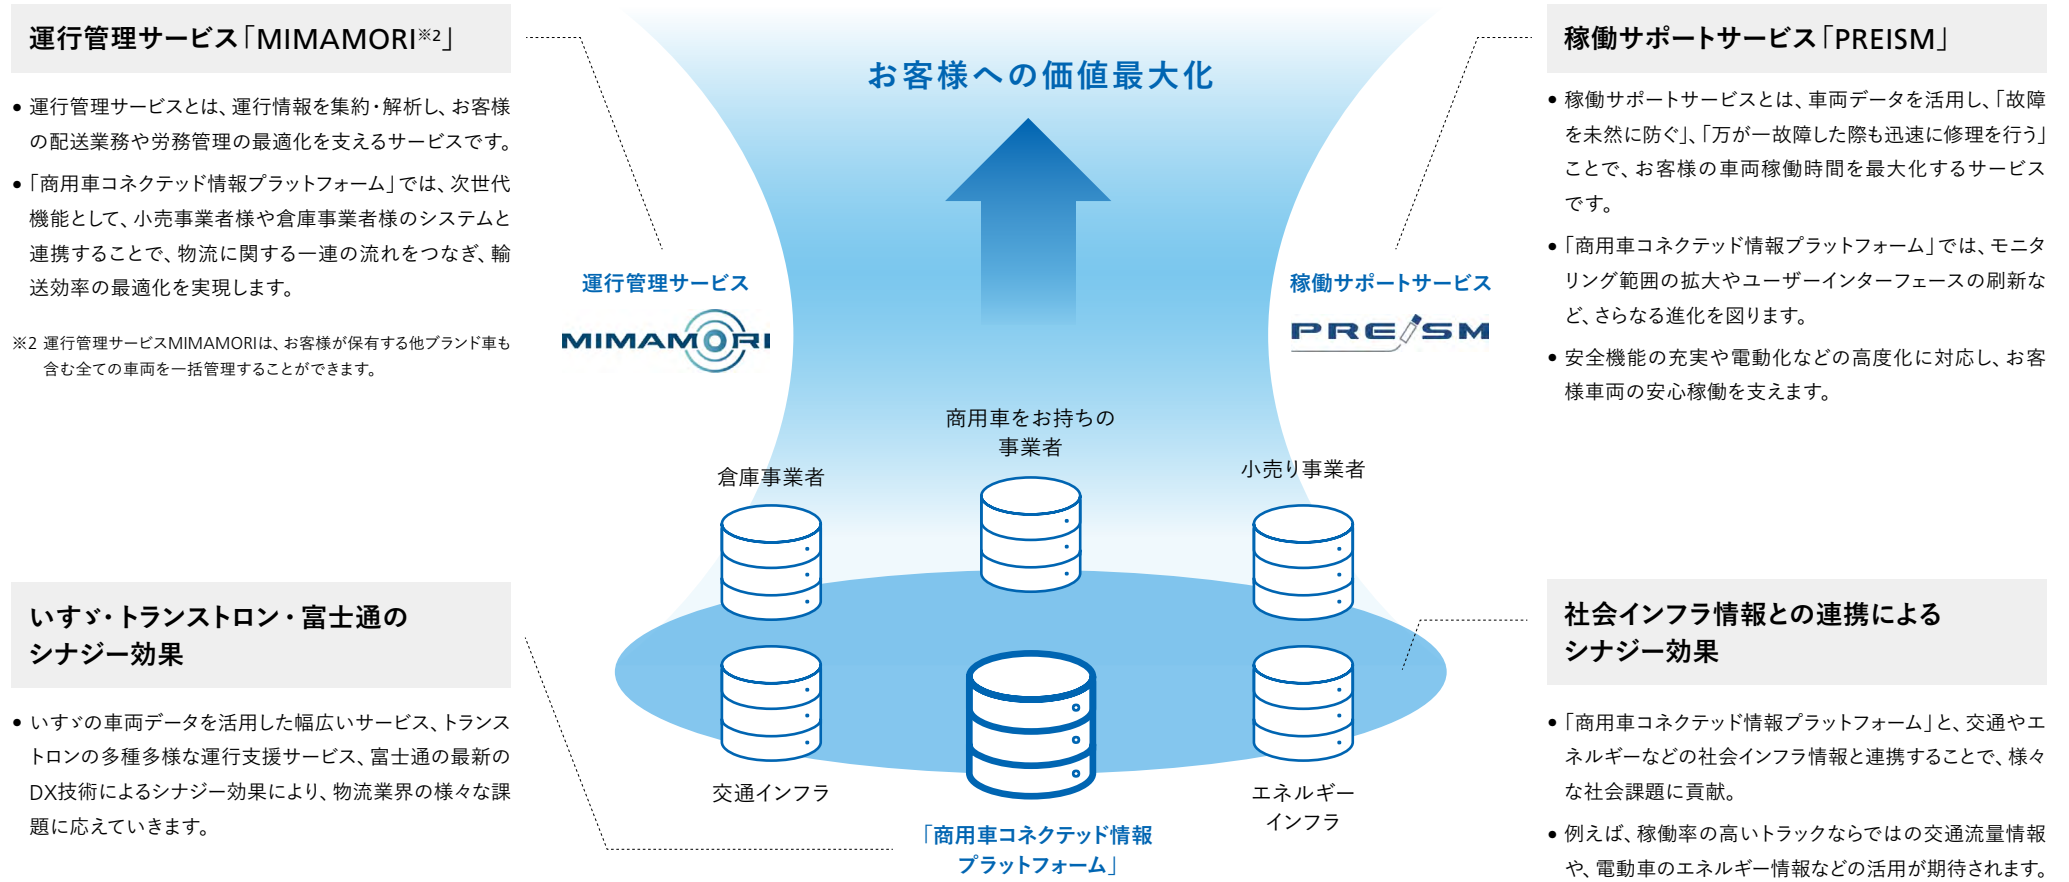 運行管理サービス「MIMAMORI※2」
• 運行管理サービスとは、運行情報を集約・解析し、お客様
の配送業務や労務管理の最適化を支えるサービスです。
•「商用車コネクテッド情報プラットフォーム」では、次世代
機能として、小売事業者様や倉庫事業者様のシステムと
連携することで、物流に関する一連の流れをつなぎ、輸
送効率の最適化を実現します。
※2 運行管理サービスMIMAMORIは、お客様が保有する他ブランド車も
含む全ての車両を一括管理することができます。
いすゞ・トランストロン・富士通の
シナジー効果
• いすゞの車両データを活用した幅広いサービス、トランス
トロンの多種多様な運行支援サービス、富士通の最新の
DX技術によるシナジー効果により、物流業界の様々な課
題に応えていきます。
お客様への価値最大化
運行管理サービス
MIMAMORI
稼働サポートサービス
PREISM
商用車をお持ちの
事業者
倉庫事業者
小売り事業者
交通インフラ
エネルギー
インフラ
「商用車コネクテッド情報
プラットフォーム」
稼働サポートサービス「PREISM」
• 稼働サポートサービスとは、車両データを活用し、「故障
を未然に防ぐ」、「万が一故障した際も迅速に修理を行う」
ことで、お客様の車両稼働時間を最大化するサービス
です。
•「商用車コネクテッド情報プラットフォーム」では、モニタ
リング範囲の拡大やユーザーインターフェースの刷新な
ど、さらなる進化を図ります。
• 安全機能の充実や電動化などの高度化に対応し、お客
様車両の安心稼働を支えます。
社会インフラ情報との連携による
シナジー効果
•「商用車コネクテッド情報プラットフォーム」と、交通やエ
ネルギーなどの社会インフラ情報と連携することで、様々
な社会課題に貢献。
• 例えば、稼働率の高いトラックならではの交通流量情報
や、電動車のエネルギー情報などの活用が期待されます。